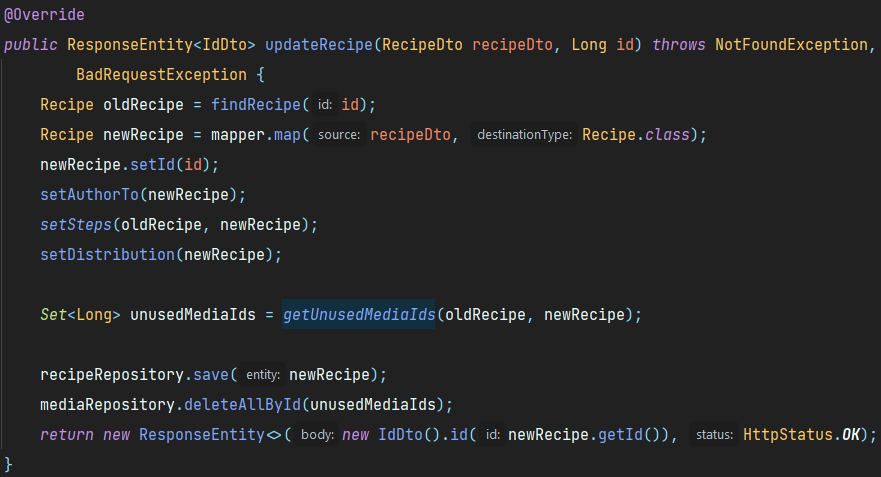 @Override
public ResponseEntity<IdDto> updateRecipe(RecipeDto recipeDto, Long id) throws NotFoundException,
        BadRequestException {
    Recipe oldRecipe = findRecipe( id: id);
    Recipe newRecipe = mapper.map( source: recipeDto,  destinationType: Recipe.class);
    newRecipe.setId(id);
    setAuthorTo(newRecipe);
    setSteps(oldRecipe, newRecipe);
    setDistribution(newRecipe);

    Set<Long> unusedMediaIds = getUnusedMediaIds(oldRecipe, newRecipe);

    recipeRepository.save( entity: newRecipe);
    mediaRepository.deleteAllById(unusedMediaIds);
    return new ResponseEntity<>( body: new IdDto().id( id: newRecipe.getId()),  status: HttpStatus.OK);
}